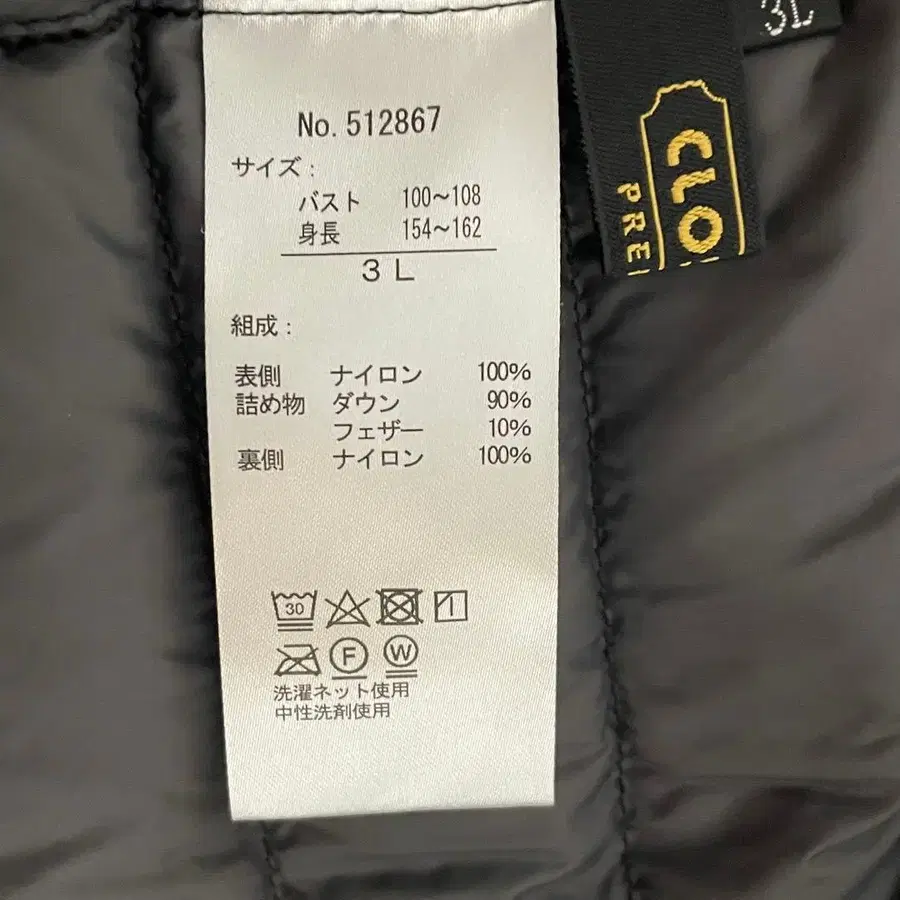 No. 512867
サイズ :
バスト 100～108
身長 154～162
3L
組成 :
表側 ナイロン 100%
詰め物 ダウン 90%
フェザー 10%
裏側 ナイロン 100%
30
F W
洗濯ネット使用
中性洗剤使用
3L
CLO
PRE